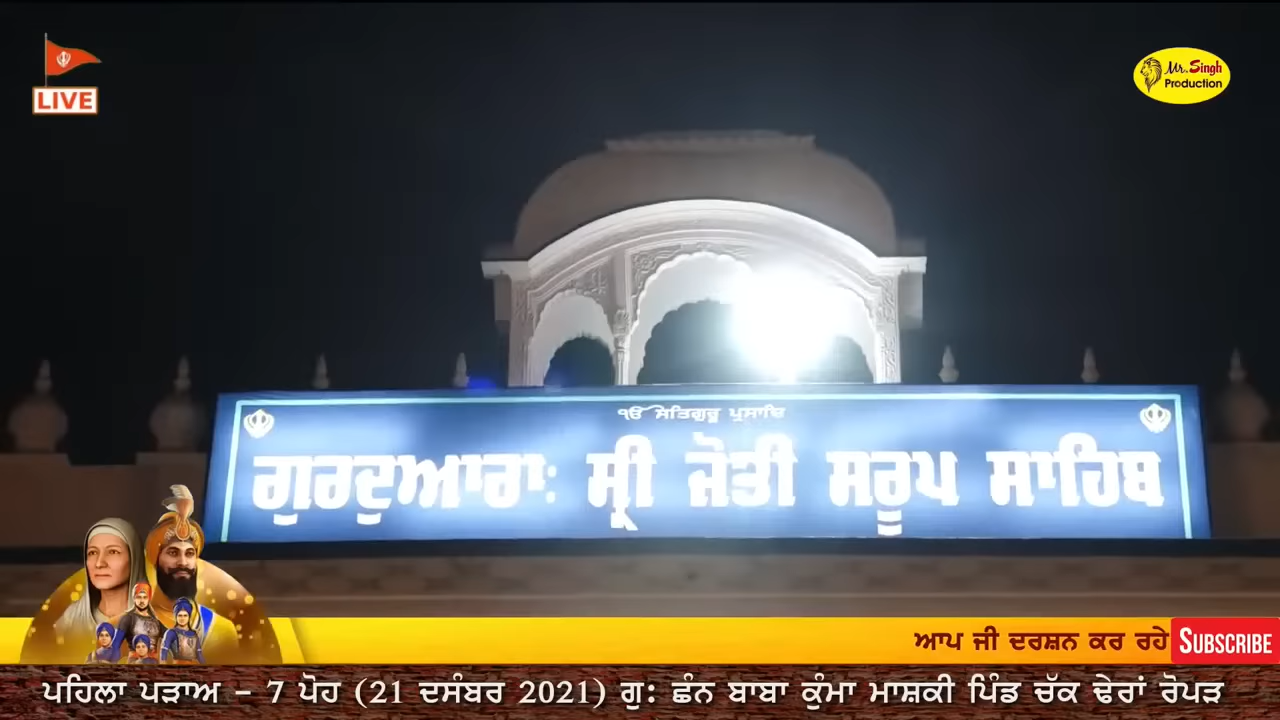 LIVE
Mr. Singh
Production
ੴ ਸਤਿਗੁਰੂ ਪ੍ਰਸਾਦਿ
ਗੁਰਦੁਆਰਾ: ਸ੍ਰੀ ਜੋਤੀ ਸਰੂਪ ਸਾਹਿਬ
ਆਪ ਜੀ ਦਰਸ਼ਨ ਕਰ ਰਹੇ
SUBSCRIBE
ਪਹਿਲਾ ਪੜਾਅ - 7 ਪੋਹ (21 ਦਸੰਬਰ 2021) ਗੁ: ਛੰਨ ਬਾਬਾ ਕੁੰਮਾ ਮਾਸ਼ਕੀ ਪਿੰਡ ਚੱਕ ਢੇਰਾਂ ਰੋਪੜ